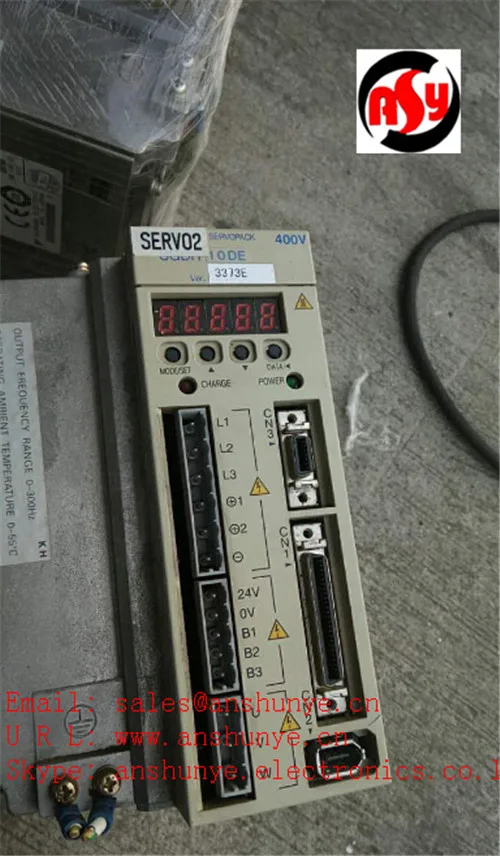 ASy
SERVO2
SERVOPACK
400V
10DE
Ver.
3373E
MODE/SET
DATA/◄
CHARGE
POWER
L1
L2
L3
⊕1
⊕2
⊖
24V
0V
B1
B2
B3
U
V
W
CN3
CN1
CN2
OUTPUT FREQUENCY RANGE 0-300Hz
AMBIENT TEMPERATURE 0-55°C
KH
Email: sales@anshunye.cn
URL: www.anshunye.cn
Skype: anshunye.electronics.co.l